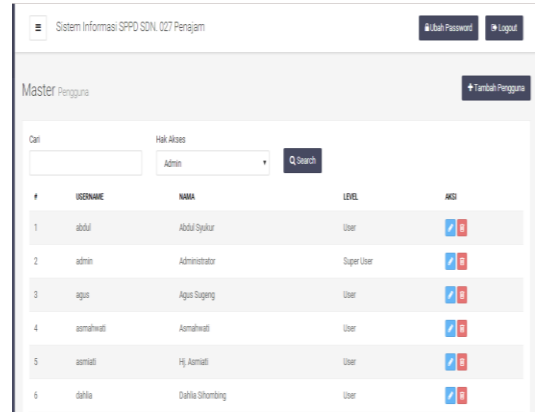 Sistem Informasi SPPD SDN. 027 Penajam
Ubah Password
Logout
Master Pengguna
Tambah Pengguna
Cari
Hak Akses
Admin
Search
# USERNAME NAMA LEVEL AKSI
1 abdul Abdul Syukur User
2 admin Administrator Super User
3 agus Agus Sugeng User
4 asmahwati Asmahwati User
5 asmiati Hj. Asmiati User
6 dahlia Dahlia Sihombing User